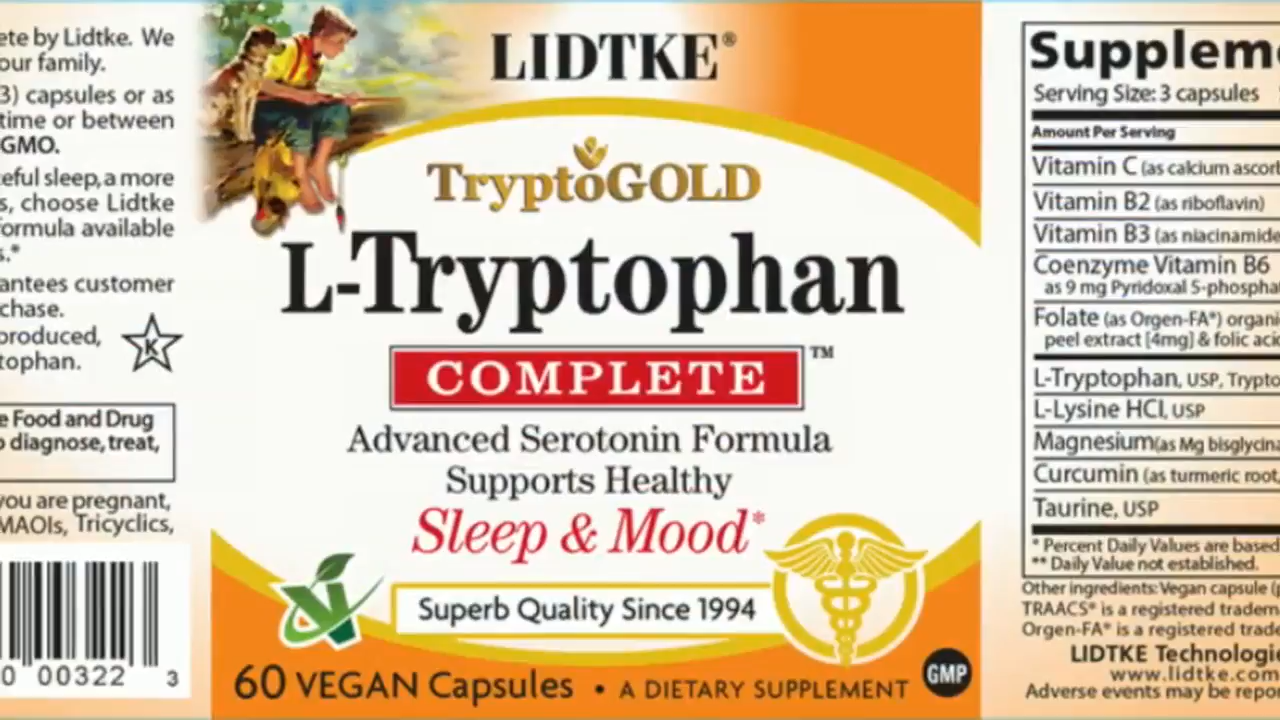 ete by Lidtke. We
our family.
3) capsules or as
time or between
GMO.
eful sleep, a more
s, choose Lidtke
formula available
s.*
antees customer
chase.
produced,
tophan.
K
e Food and Drug
o diagnose, treat,
you are pregnant,
MAOIs, Tricyclics,
0 00322 3
LIDTKE®
TryptoGOLD
L-Tryptophan
COMPLETE™
Advanced Serotonin Formula
Supports Healthy
Sleep & Mood*
Superb Quality Since 1994
60 VEGAN Capsules • A DIETARY SUPPLEMENT
GMP
Suppleme
Serving Size: 3 capsules
Amount Per Serving
Vitamin C (as calcium ascorb
Vitamin B2 (as riboflavin)
Vitamin B3 (as niacinamide
Coenzyme Vitamin B6
as 9 mg Pyridoxal 5-phosphat
Folate (as Orgen-FA®) organi
peel extract [4mg] & folic acid
L-Tryptophan, USP, Trypto
L-Lysine HCl, USP
Magnesium(as Mg bisglycina
Curcumin (as turmeric root,
Taurine, USP
* Percent Daily Values are based
** Daily Value not established.
Other ingredients: Vegan capsule (
TRAACS® is a registered tradem
Orgen-FA® is a registered trade
LIDTKE Technologie
www.lidtke.com
Adverse events may be repor